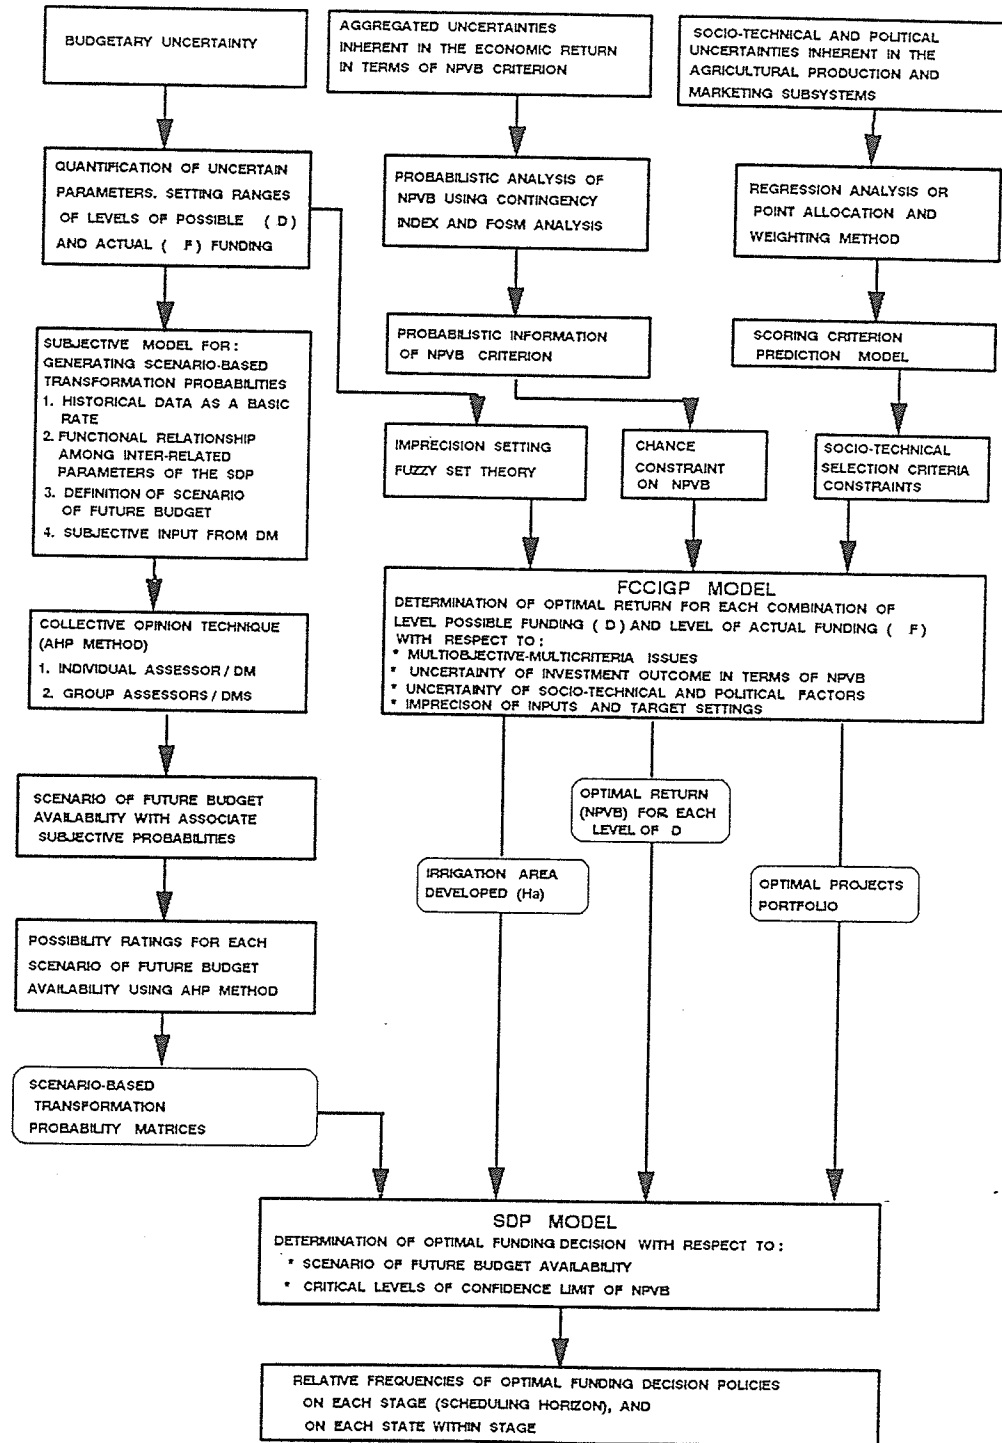 BUDGETARY UNCERTAINTY
AGGREGATED UNCERTAINTIES
INHERENT IN THE ECONOMIC RETURN
IN TERMS OF NPVB CRITERION
SOCIO-TECHNICAL AND POLITICAL
UNCERTAINTIES INHERENT IN THE
AGRICULTURAL PRODUCTION AND
MARKETING SUBSYSTEMS
QUANTIFICATION OF UNCERTAIN
PARAMETERS. SETTING RANGES
OF LEVELS OF POSSIBLE ( D )
AND ACTUAL ( F ) FUNDING
PROBABILISTIC ANALYSIS OF
NPVB USING CONTINGENCY
INDEX AND FOSM ANALYSIS
REGRESSION ANALYSIS OR
POINT ALLOCATION AND
WEIGHTING METHOD
SUBJECTIVE MODEL FOR:
GENERATING SCENARIO-BASED
TRANSFORMATION PROBABILITIES
1. HISTORICAL DATA AS A BASIC
RATE
2. FUNCTIONAL RELATIONSHIP
AMONG INTER-RELATED
PARAMETERS OF THE SDP
3. DEFINITION OF SCENARIO
OF FUTURE BUDGET
4. SUBJECTIVE INPUT FROM DM
PROBABILISTIC INFORMATION
OF NPVB CRITERION
SCORING CRITERION
PREDICTION MODEL
IMPRECISION SETTING
FUZZY SET THEORY
CHANCE
CONSTRAINT
ON NPVB
SOCIO-TECHNICAL
SELECTION CRITERIA
CONSTRAINTS
FCCIGP MODEL
DETERMINATION OF OPTIMAL RETURN FOR EACH COMBINATION OF
LEVEL POSSIBLE FUNDING ( D ) AND LEVEL OF ACTUAL FUNDING ( F )
WITH RESPECT TO :
* MULTIOBJECTIVE-MULTICRITERIA ISSUES
* UNCERTAINTY OF INVESTMENT OUTCOME IN TERMS OF NPVB
* UNCERTAINTY OF SOCIO-TECHNICAL AND POLITICAL FACTORS
* IMPRECISION OF INPUTS AND TARGET SETTINGS
COLLECTIVE OPINION TECHNIQUE
(AHP METHOD)
1. INDIVIDUAL ASSESSOR / DM
2. GROUP ASSESSORS / DMS
SCENARIO OF FUTURE BUDGET
AVAILABILITY WITH ASSOCIATE
SUBJECTIVE PROBABILITIES
OPTIMAL RETURN
(NPVB) FOR EACH
LEVEL OF D
IRRIGATION AREA
DEVELOPED (Ha)
OPTIMAL PROJECTS
PORTFOLIO
POSSIBILITY RATINGS FOR EACH
SCENARIO OF FUTURE BUDGET
AVAILABILITY USING AHP METHOD
SCENARIO-BASED
TRANSFORMATION
PROBABILITY MATRICES
SDP MODEL
DETERMINATION OF OPTIMAL FUNDING DECISION WITH RESPECT TO :
* SCENARIO OF FUTURE BUDGET AVAILABILITY
* CRITICAL LEVELS OF CONFIDENCE LIMIT OF NPVB
RELATIVE FREQUENCIES OF OPTIMAL FUNDING DECISION POLICIES
ON EACH STAGE (SCHEDULING HORIZON), AND
ON EACH STATE WITHIN STAGE